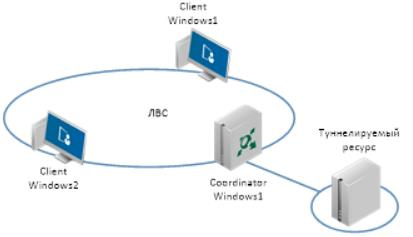 Client
Windows1
ЛВС
Туннелируемый
ресурс
Client
Windows2
Coordinator
Windows1